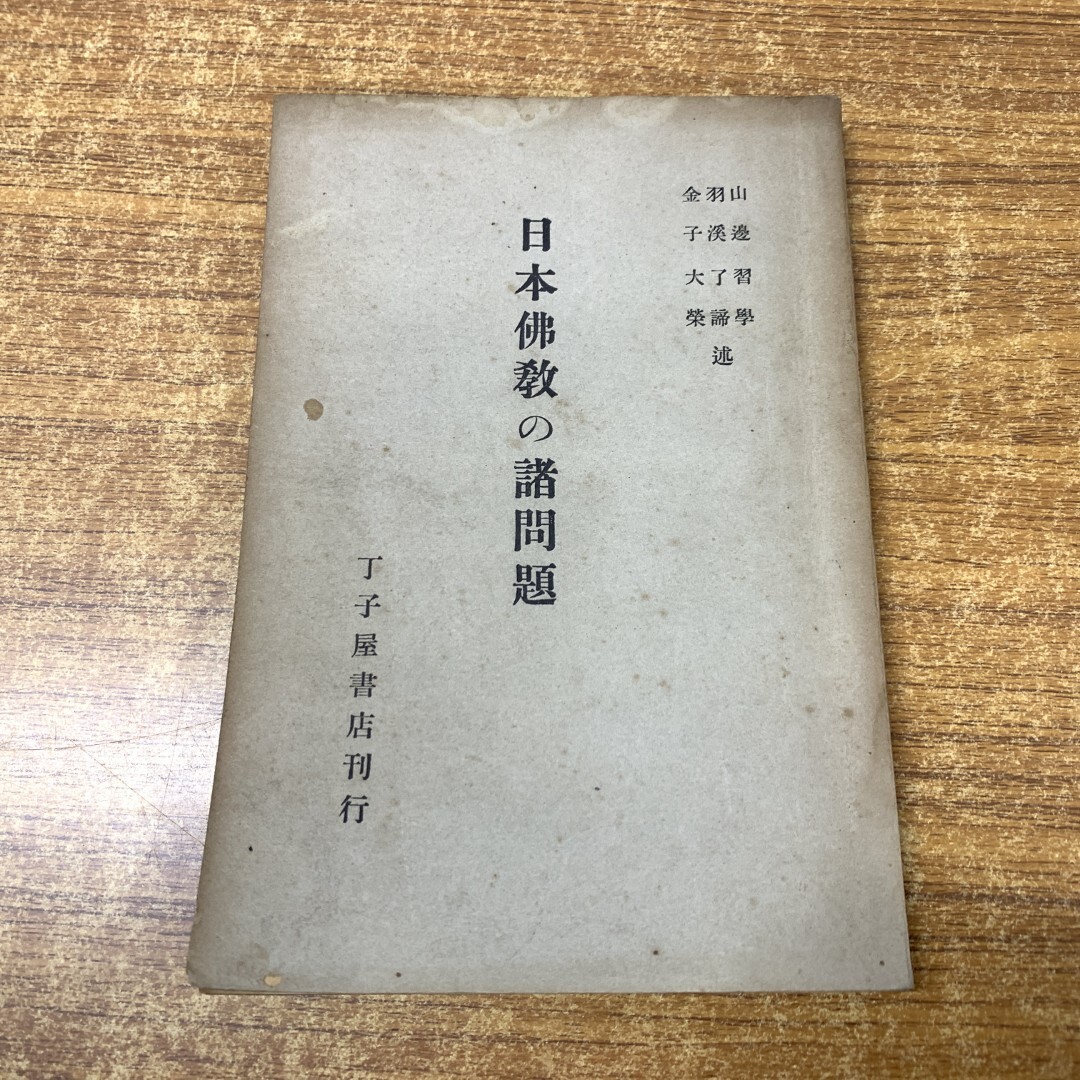 山邊習學
羽溪了諦述
金子大榮
日本佛教の諸問題
丁子屋書店刊行